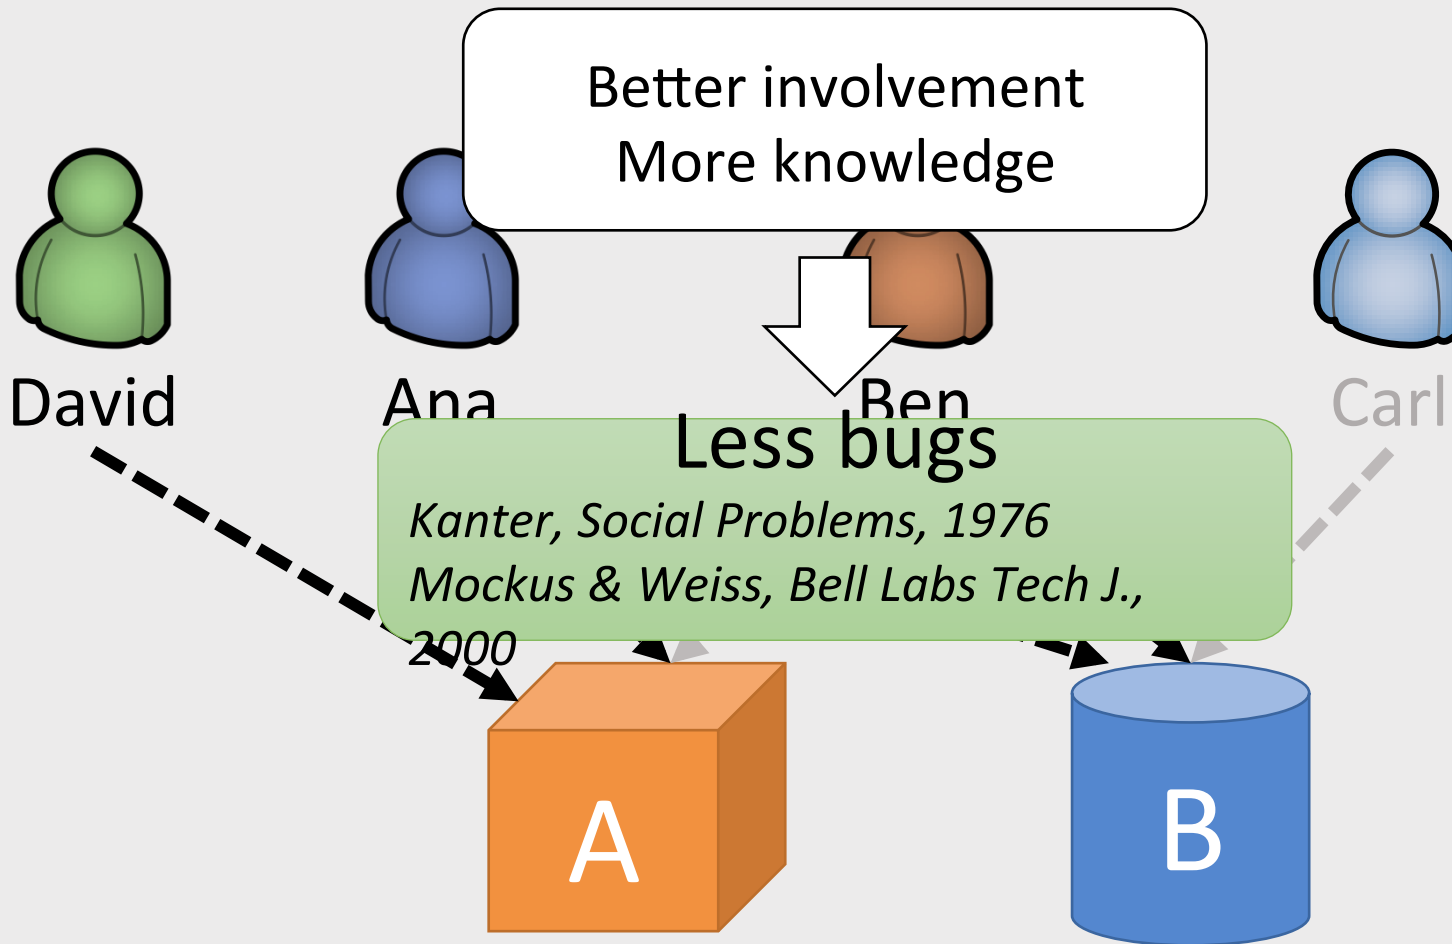 Better involvement
More knowledge
David
Ana
Ben
Carl
Less bugs
Kanter, Social Problems, 1976
Mockus & Weiss, Bell Labs Tech J.,
2000
A
B